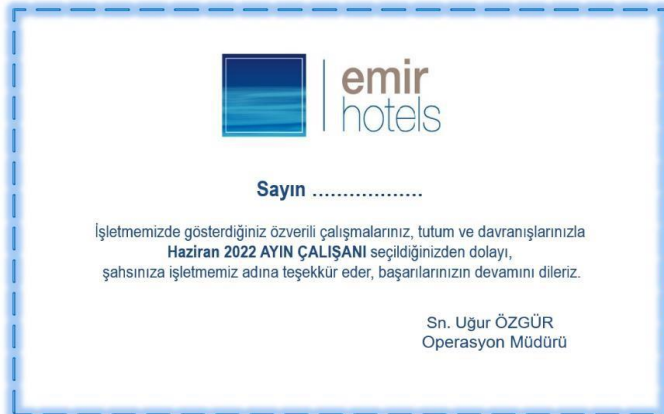 emir
hotels
Sayın ..................
İşletmemizde gösterdiğiniz özverili çalışmalarınız, tutum ve davranışlarınızla
Haziran 2022 AYIN ÇALIŞANI seçildiğinizden dolayı,
şahsınıza işletmemiz adına teşekkür eder, başarılarınızın devamını dileriz.
Sn. Uğur ÖZGÜR
Operasyon Müdürü